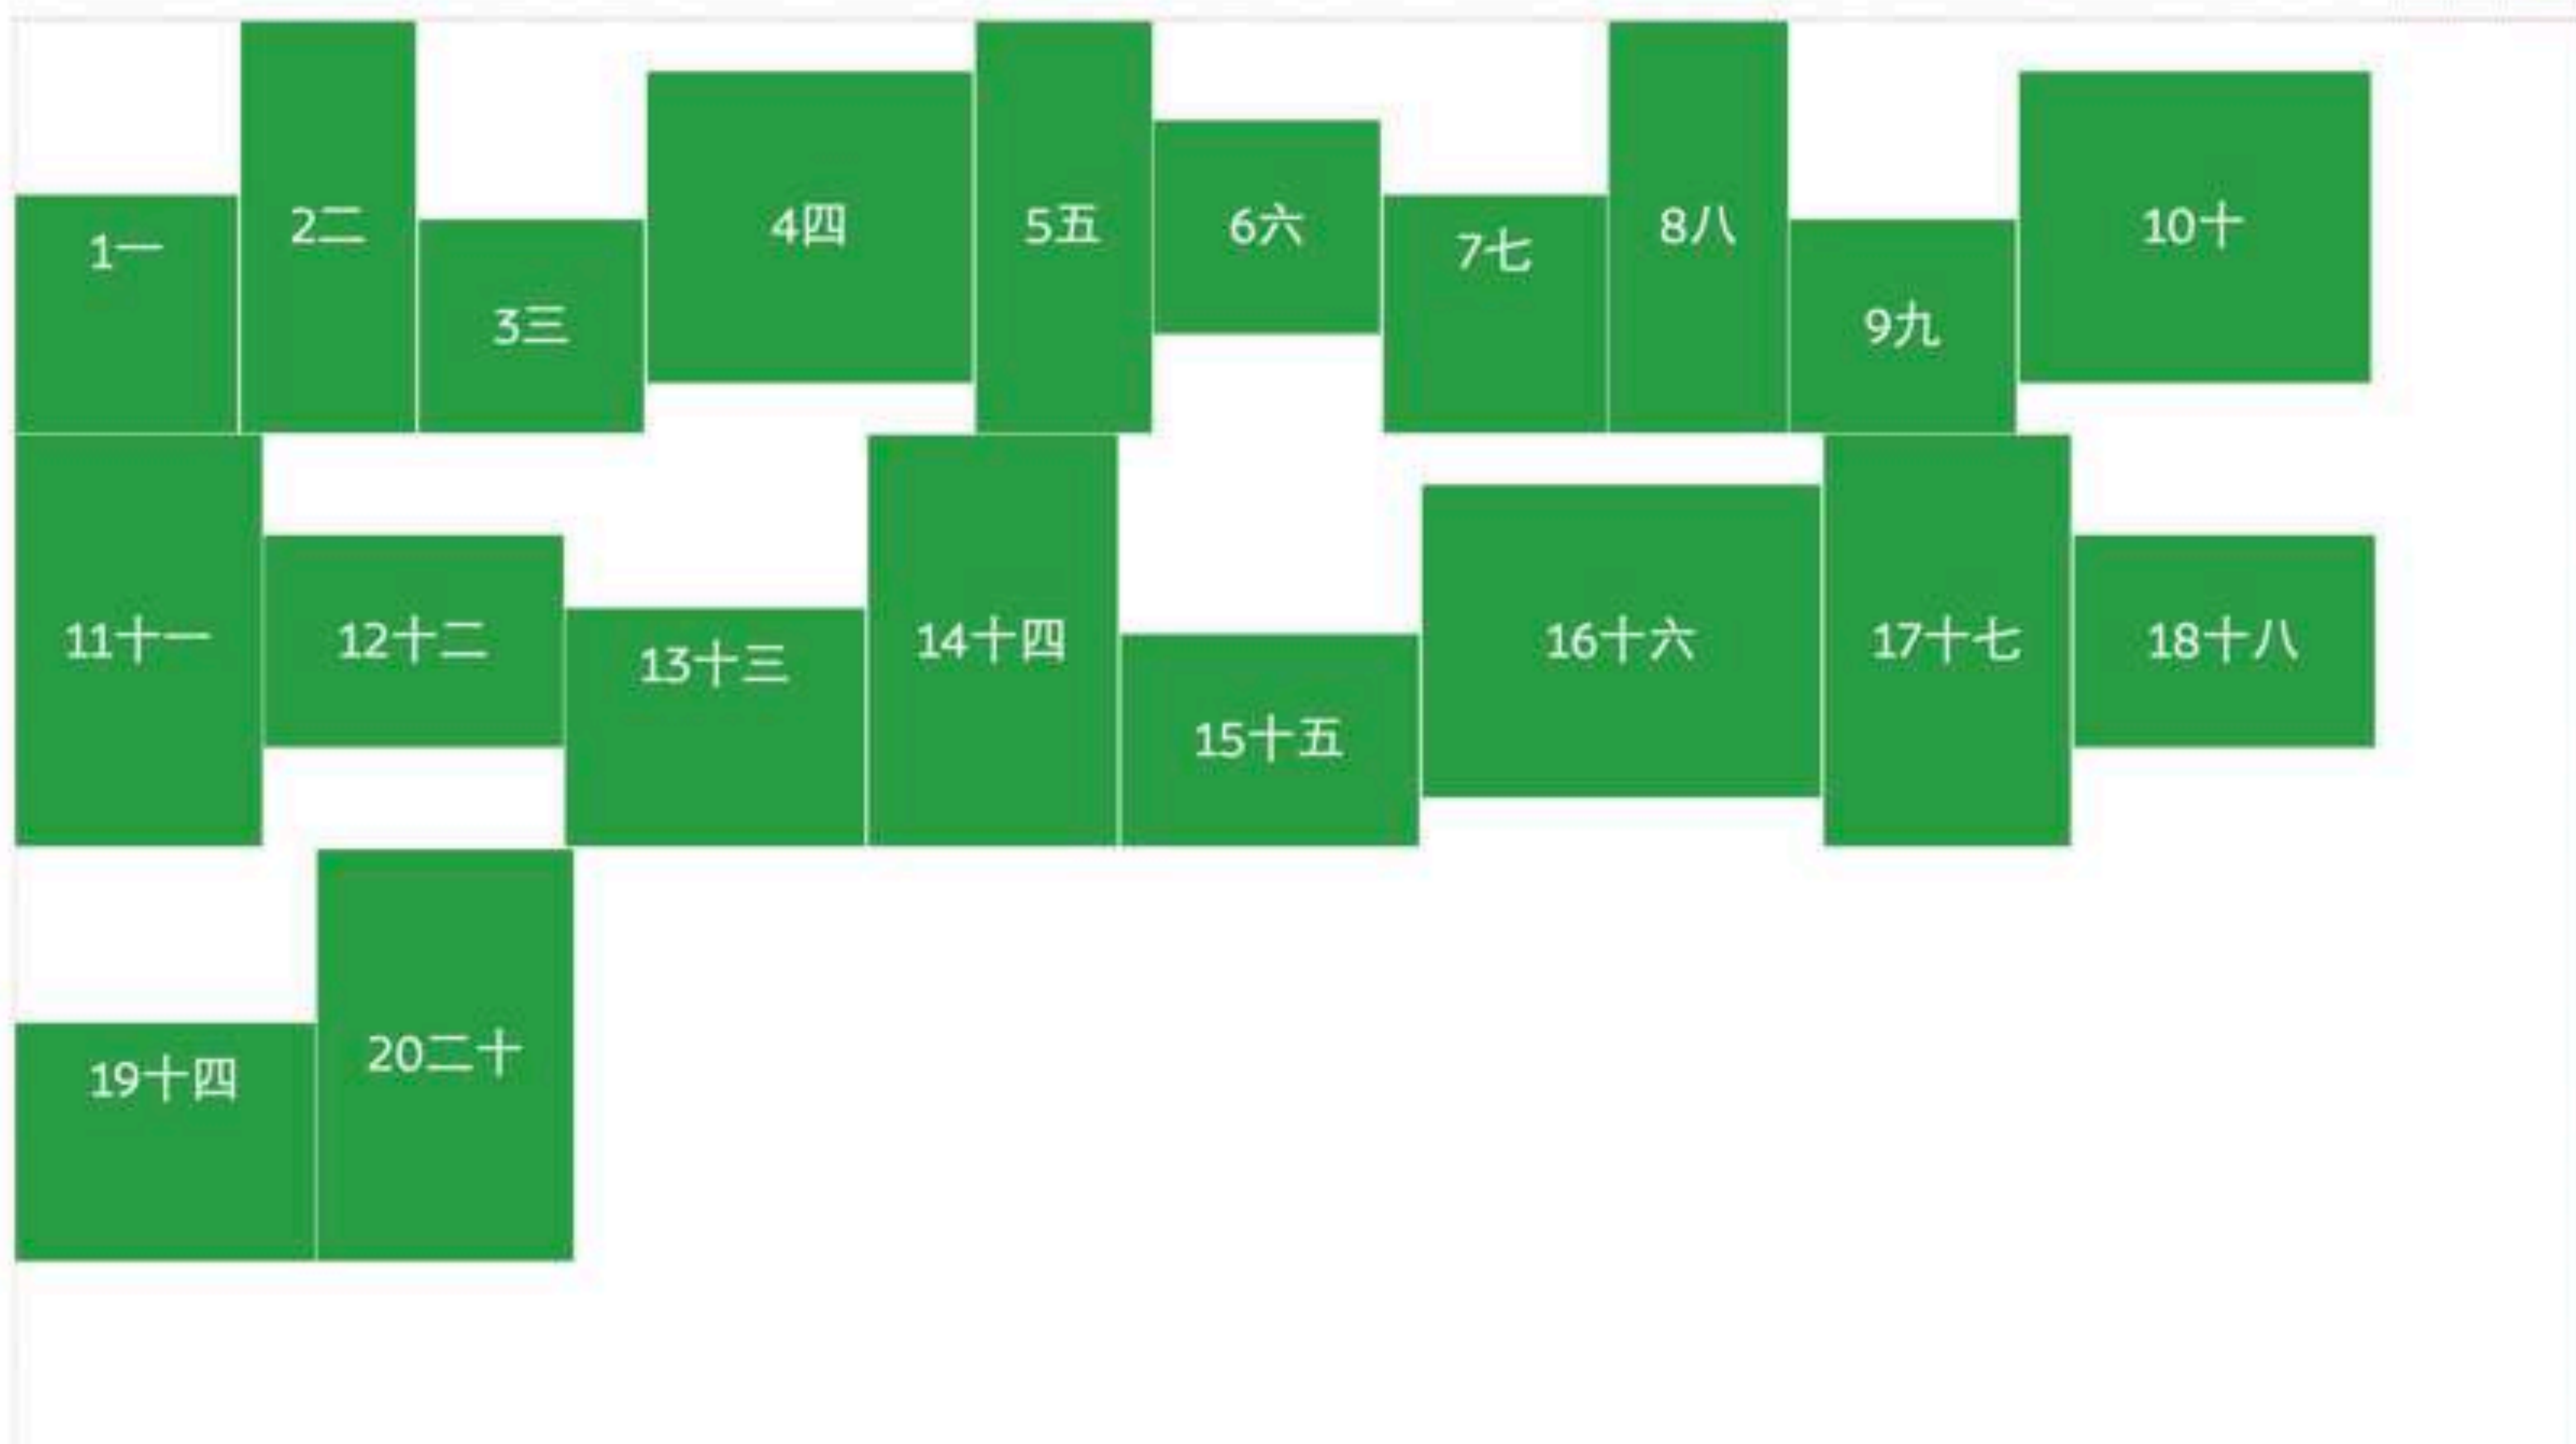 1一
2二
3三
4四
5五
6六
7七
8八
9九
10十
11十一
12十二
13十三
14十四
15十五
16十六
17十七
18十八
19十四
20二十